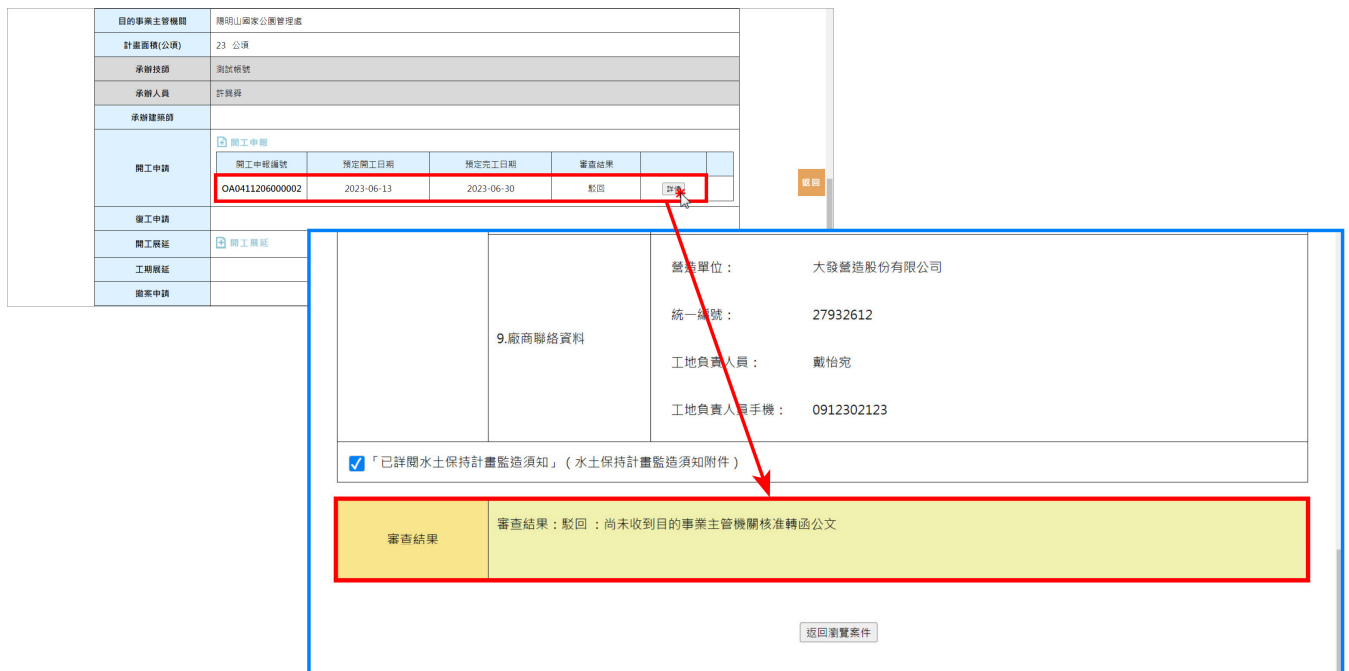 目的事業主管機關 陽明山國家公園管理處
計畫面積(公頃) 23 公頃
承辦技師 測試帳號
承辦人員 許巽舜
承辦建築師
開工申請
開工申報
開工申報編號 預定開工日期 預定完工日期 審查結果
OA0411206000002 2023-06-13 2023-06-30 駁回 詳情
返回
復工申請
開工展延 開工展延
工期展延
撤案申請
9.廠商聯絡資料
營造單位: 大發營造股份有限公司
統一編號: 27932612
工地負責人員: 戴怡宛
工地負責人員手機: 0912302123
「已詳閱水土保持計畫監造須知」(水土保持計畫監造須知附件)
審查結果 審查結果:駁回 :尚未收到目的事業主管機關核准轉函公文
返回瀏覽案件